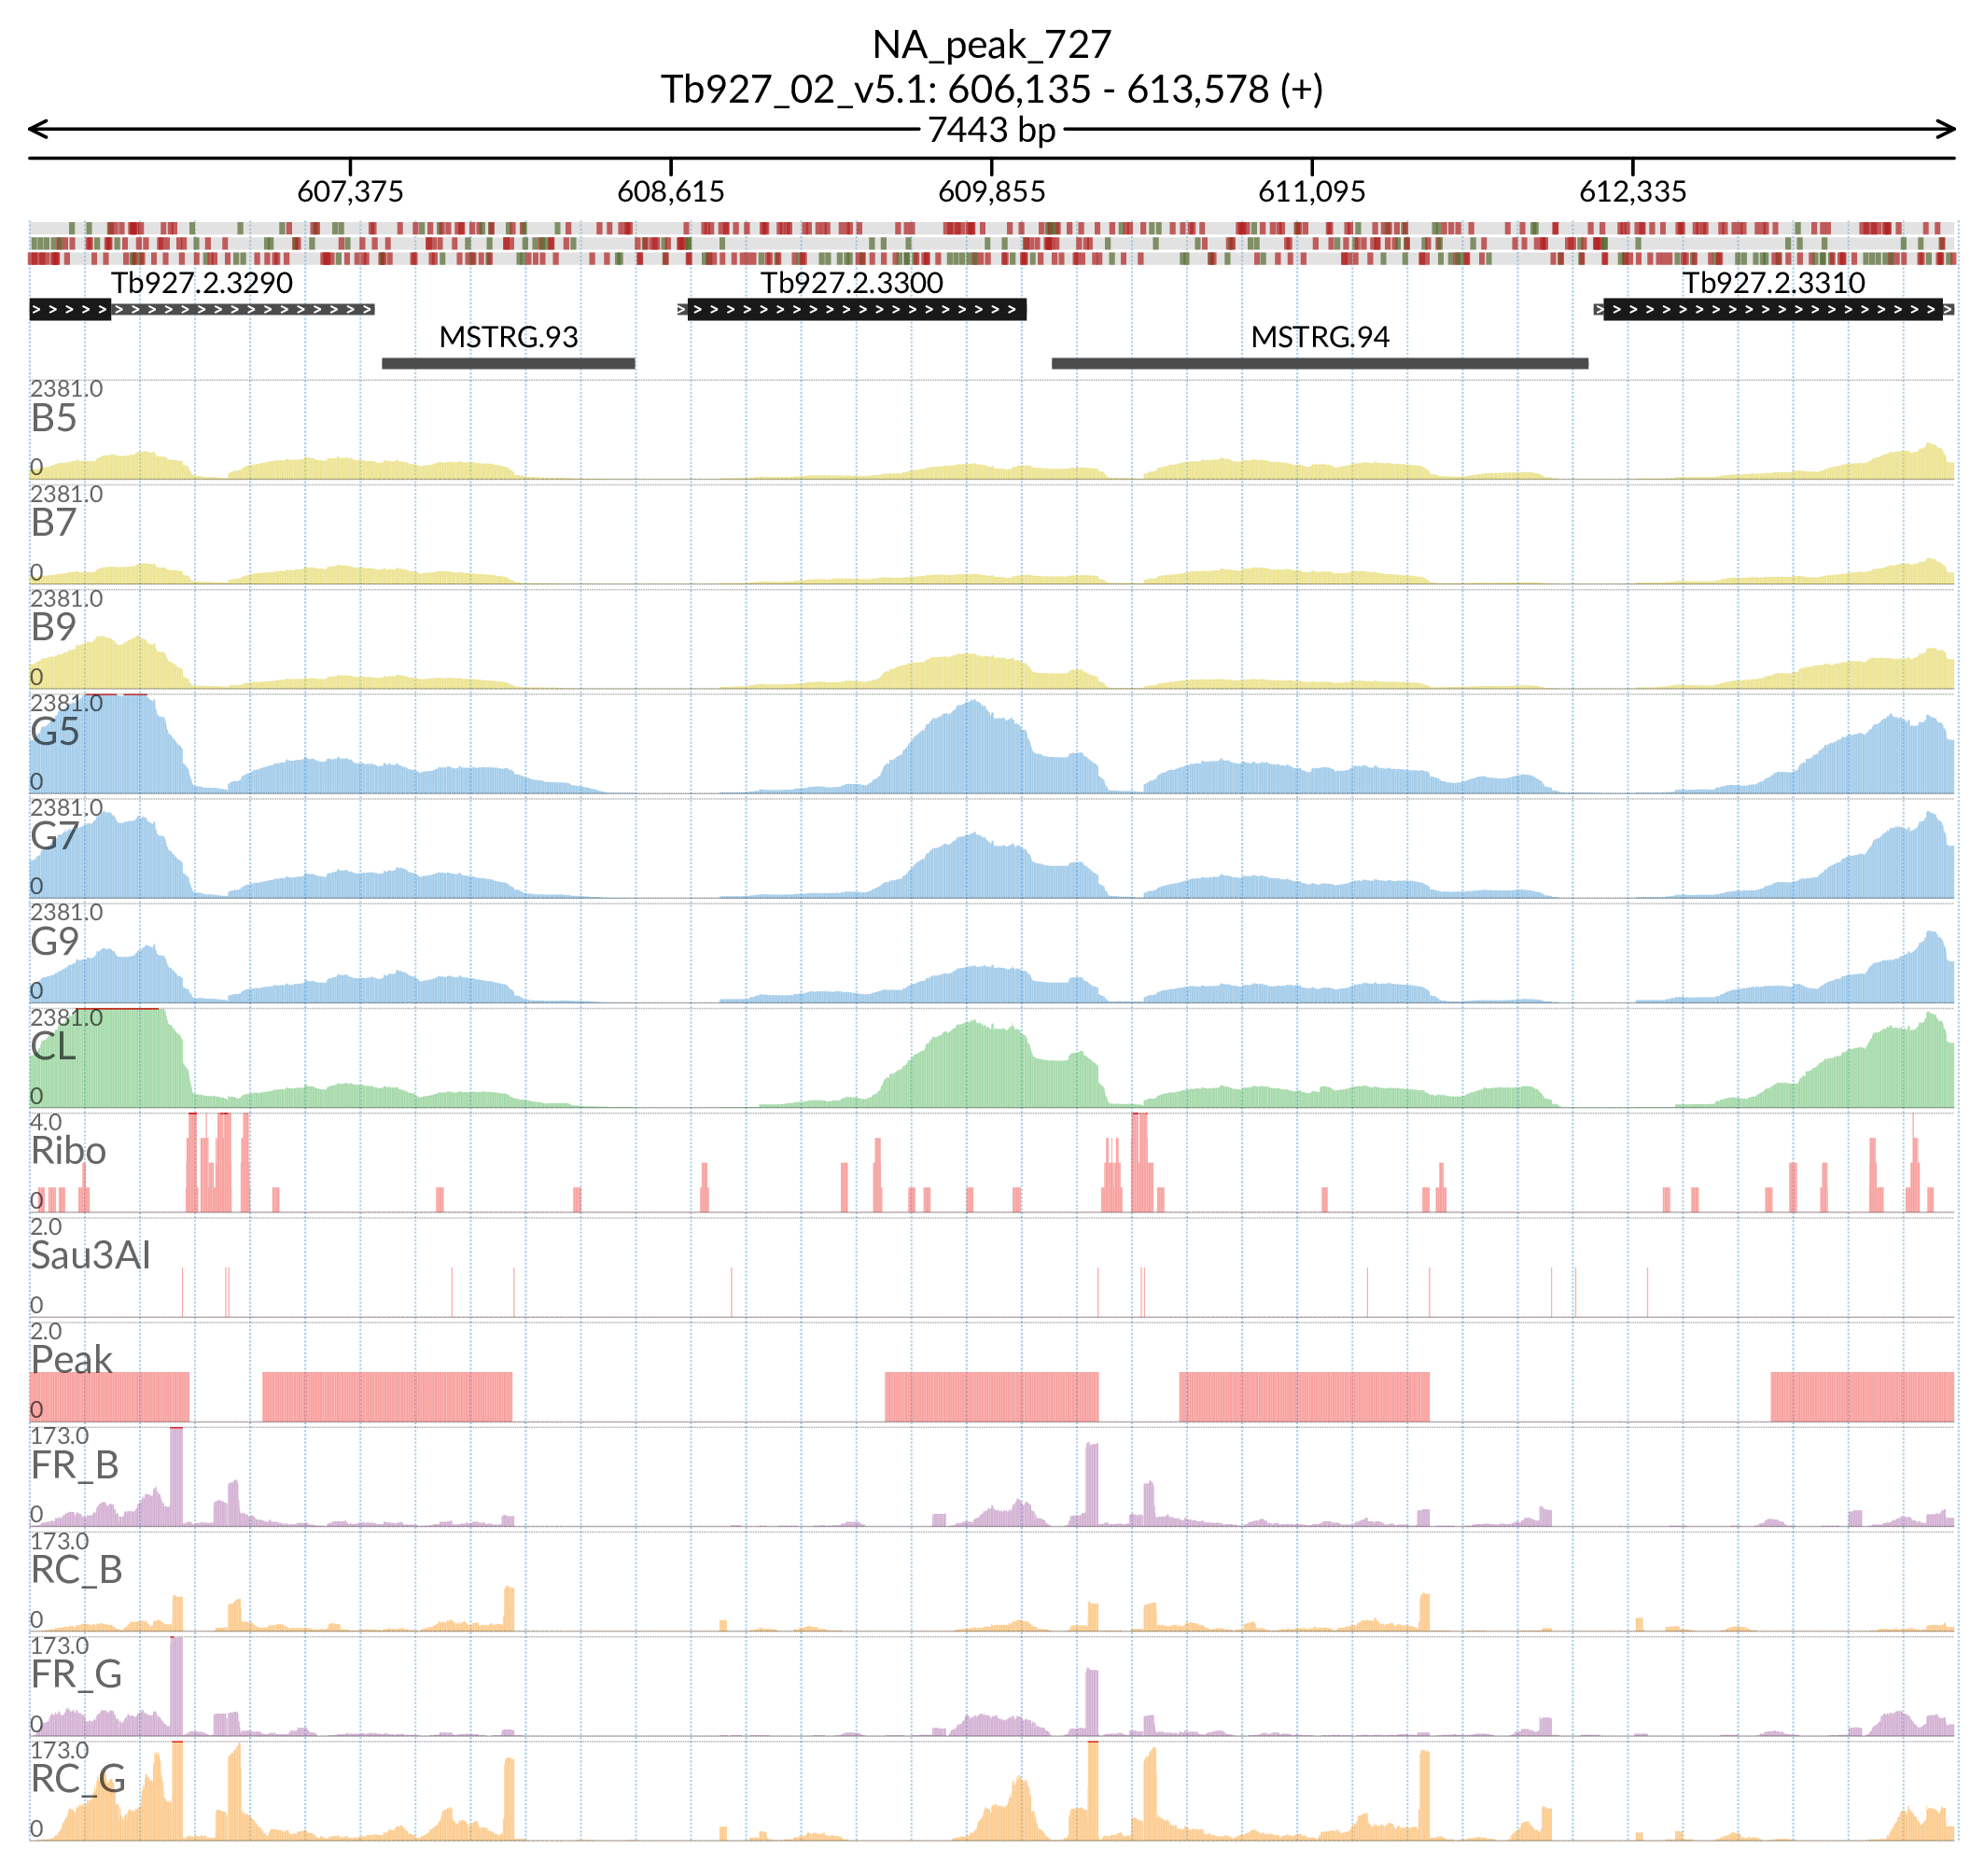 NA_peak_727
Tb927_02_v5.1: 606,135 - 613,578 (+)
7443 bp
607,375 608,615 609,855 611,095 612,335
Tb927.2.3290 Tb927.2.3300 Tb927.2.3310
MSTRG.93 MSTRG.94
2381.0
B5
0
2381.0
B7
0
2381.0
B9
0
2381.0
G5
0
2381.0
G7
0
2381.0
G9
0
2381.0
CL
0
4.0
Ribo
0
2.0
Sau3AI
0
2.0
Peak
0
173.0
FR_B
0
173.0
RC_B
0
173.0
FR_G
0
173.0
RC_G
0